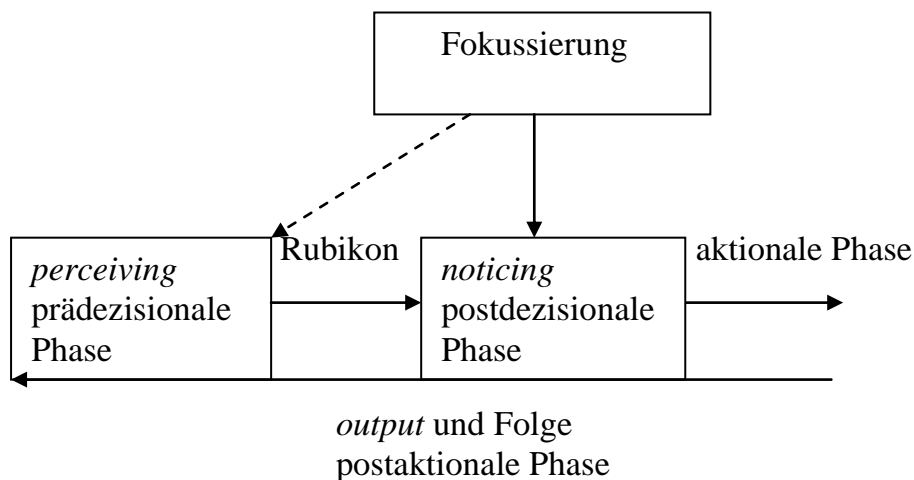 Fokussierung
Rubikon
aktionale Phase
perceiving
prädezisionale
Phase
noticing
postdezisionale
Phase
output und Folge
postaktionale Phase